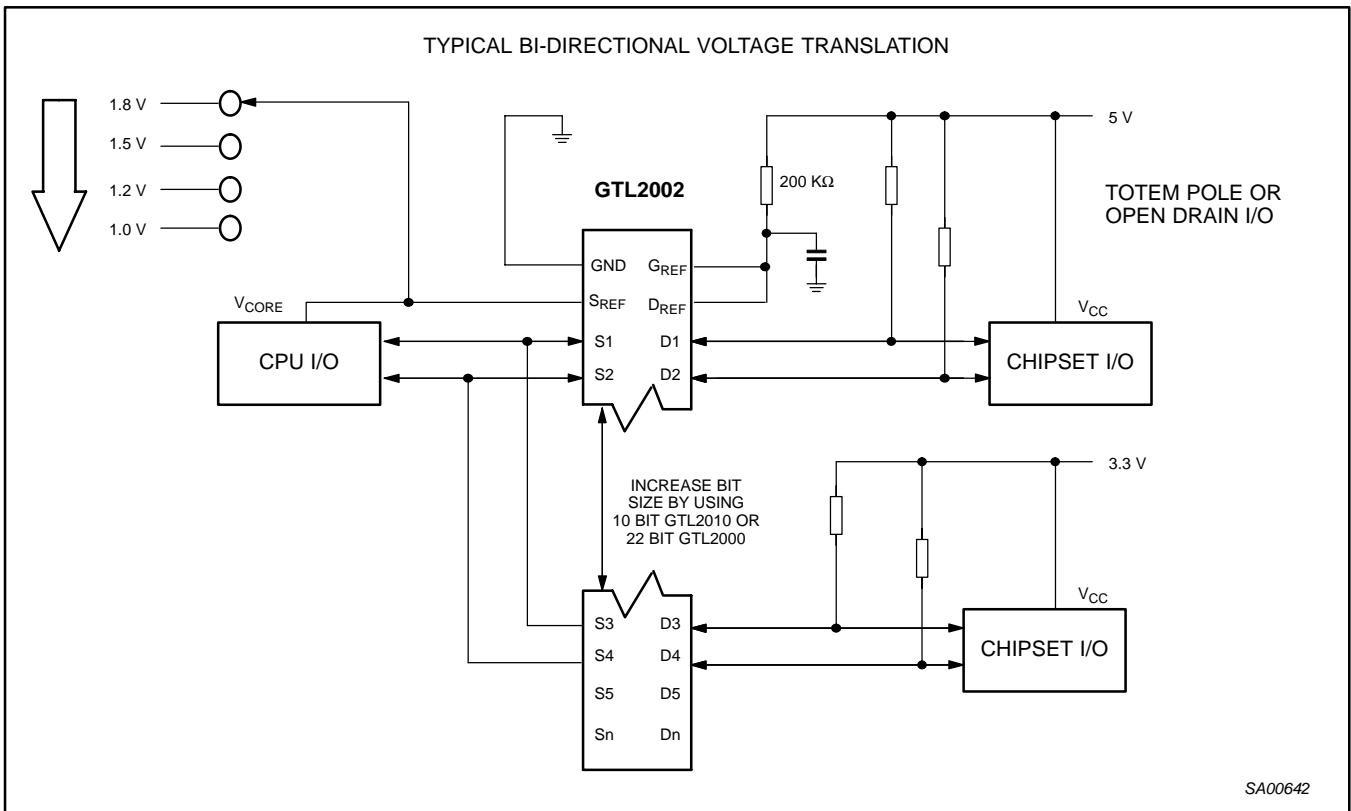 TYPICAL BI-DIRECTIONAL VOLTAGE TRANSLATION
1.8 V
1.5 V
1.2 V
1.0 V
5 V
200 KΩ
GTL2002
TOTEM POLE OR
OPEN DRAIN I/O
GND
GREF
SREF
DREF
VCORE
VCC
CPU I/O
S1
D1
S2
D2
CHIPSET I/O
3.3 V
INCREASE BIT
SIZE BY USING
10 BIT GTL2010 OR
22 BIT GTL2000
VCC
S3
D3
S4
D4
CHIPSET I/O
S5
D5
Sn
Dn
SA00642